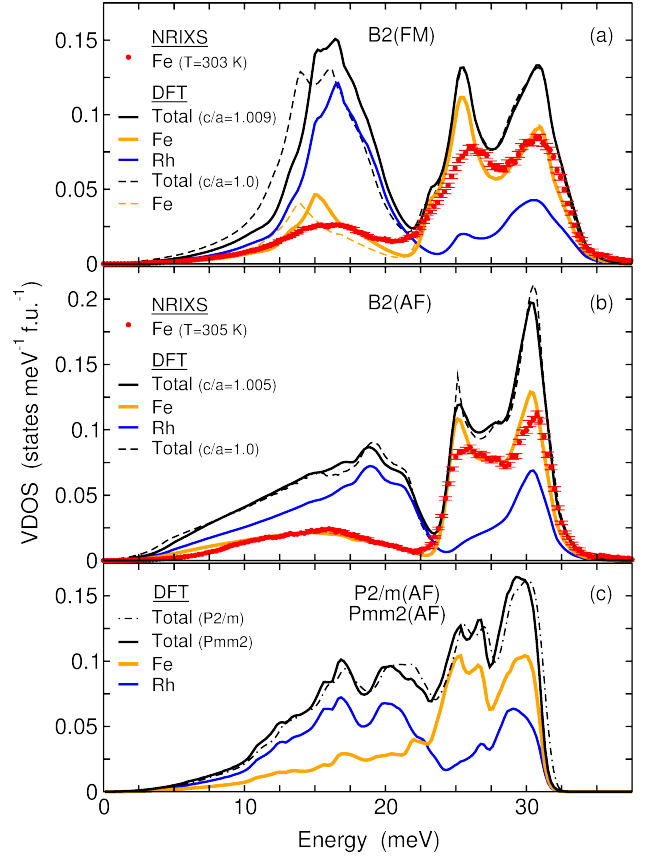 B2(FM)
(a)
NRIXS
Fe (T=303 K)
DFT
Total (c/a=1.009)
Fe
Rh
Total (c/a=1.0)
Fe
0.15
0.1
0.05
0
B2(AF)
(b)
NRIXS
Fe (T=305 K)
DFT
Total (c/a=1.005)
Fe
Rh
Total (c/a=1.0)
0.2
0.15
0.1
0.05
0
VDOS (states meV⁻¹ f.u.⁻¹)
P2/m(AF)
Pmm2(AF)
(c)
DFT
Total (P2/m)
Total (Pmm2)
Fe
Rh
0.15
0.1
0.05
0
0 10 15 20 25 30
Energy (meV)